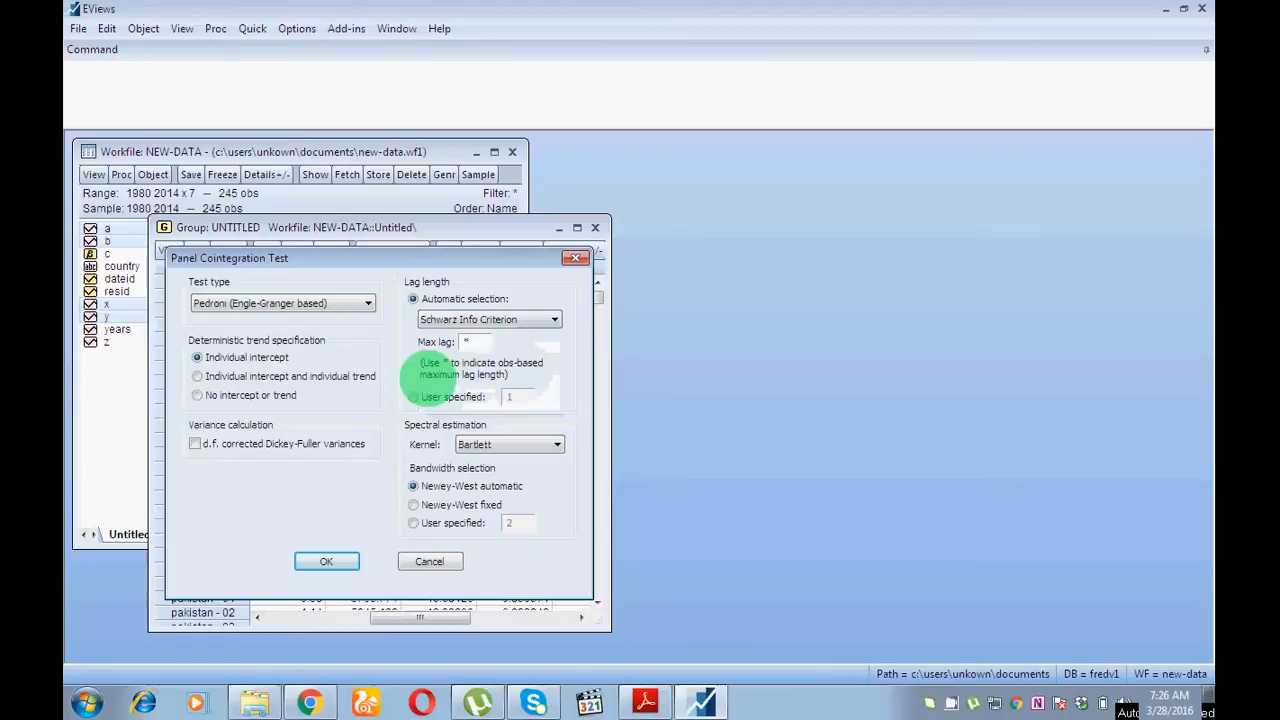 EViews
File Edit Object View Proc Quick Options Add-ins Window Help
Command
Workfile: NEW-DATA - (c:\users\unkown\documents\new-data.wf1)
View Proc Object Save Freeze Details+/- Show Fetch Store Delete Genr Sample
Range: 1980 2014 x 7 — 245 obs Filter: *
Sample: 1980 2014 — 245 obs Order: Name
a
b
c
country
dateid
resid
x
y
years
z
Untitled
Group: UNTITLED Workfile: NEW-DATA::Untitled\
Panel Cointegration Test
Test type
Pedroni (Engle-Granger based)
Deterministic trend specification
Individual intercept
Individual intercept and individual trend
No intercept or trend
Variance calculation
d.f. corrected Dickey-Fuller variances
Lag length
Automatic selection:
Schwarz Info Criterion
Max lag: *
(Use * to indicate obs-based
maximum lag length)
User specified: 1
Spectral estimation
Kernel: Bartlett
Bandwidth selection
Newey-West automatic
Newey-West fixed
User specified: 2
OK Cancel
pakistan - 02
Path = c:\users\unkown\documents DB = fredv1 WF = new-data
321
7:26 AM
3/28/2016